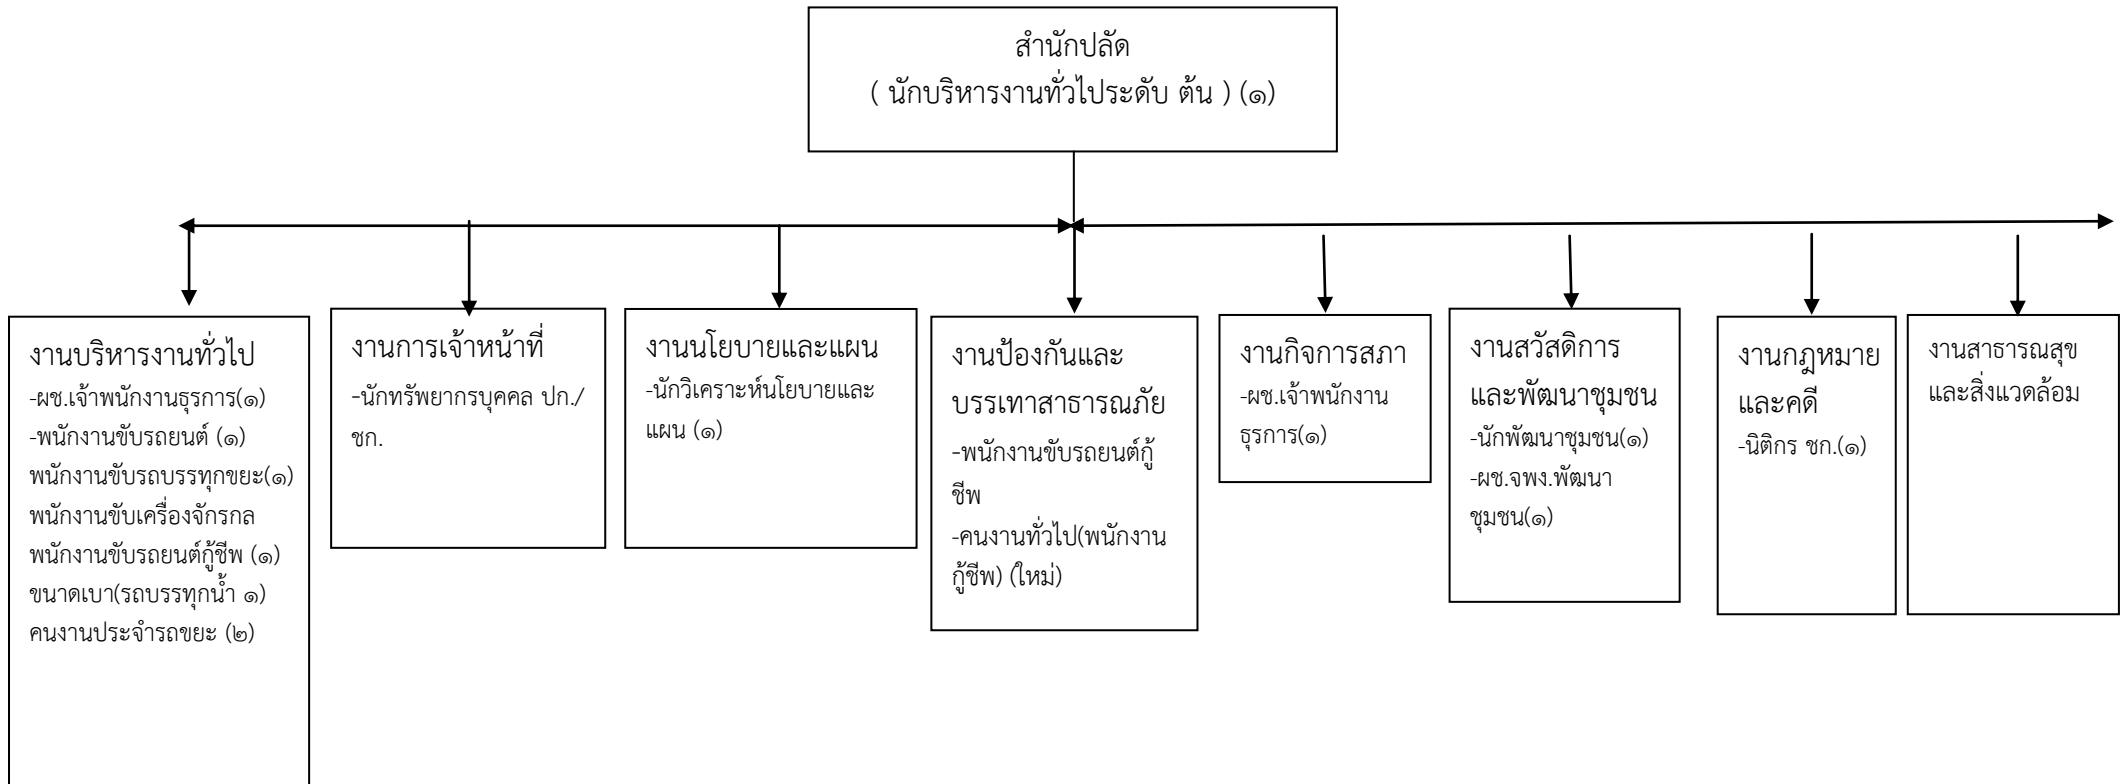 สำนักปลัด
( นักบริหารงานทั่วไประดับ ต้น ) (๑)
งานบริหารงานทั่วไป
-ผช.เจ้าพนักงานธุรการ(๑)
-พนักงานขับรถยนต์ (๑)
พนักงานขับรถบรรทุกขยะ(๑)
พนักงานขับเครื่องจักรกล
พนักงานขับรถยนต์กู้ชีพ (๑)
ขนาดเบา(รถบรรทุกน้ำ ๑)
คนงานประจำรถขยะ (๒)
งานการเจ้าหน้าที่
-นักทรัพยากรบุคคล ปก./
ชก.
งานนโยบายและแผน
-นักวิเคราะห์นโยบายและ
แผน (๑)
งานป้องกันและ
บรรเทาสาธารณภัย
-พนักงานขับรถยนต์กู้
ชีพ
-คนงานทั่วไป(พนักงาน
กู้ชีพ) (ใหม่)
งานกิจการสภา
-ผช.เจ้าพนักงาน
ธุรการ(๑)
งานสวัสดิการ
และพัฒนาชุมชน
-นักพัฒนาชุมชน(๑)
-ผช.จพง.พัฒนา
ชุมชน(๑)
งานกฎหมาย
และคดี
-นิติกร ชก.(๑)
งานสาธารณสุข
และสิ่งแวดล้อม